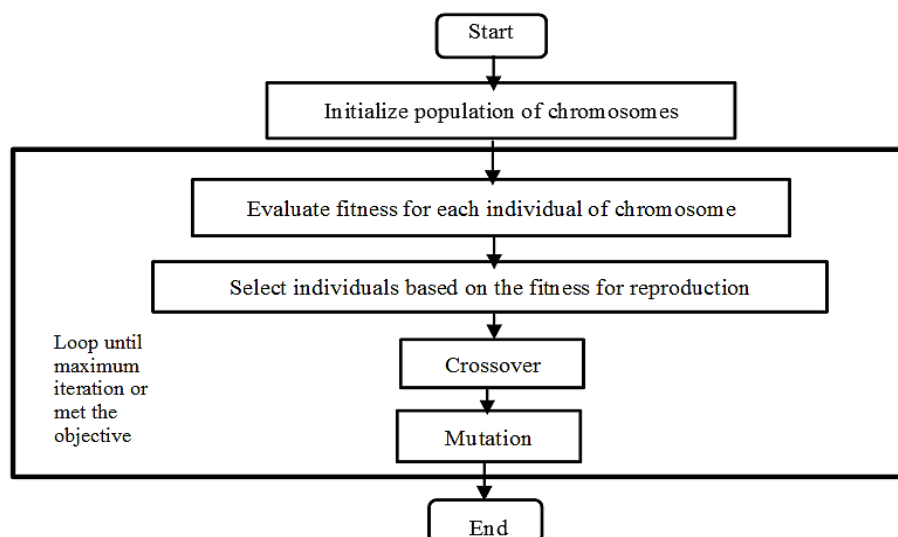 Start
Initialize population of chromosomes
Evaluate fitness for each individual of chromosome
Select individuals based on the fitness for reproduction
Loop until
maximum
iteration or
met the
objective
Crossover
Mutation
End